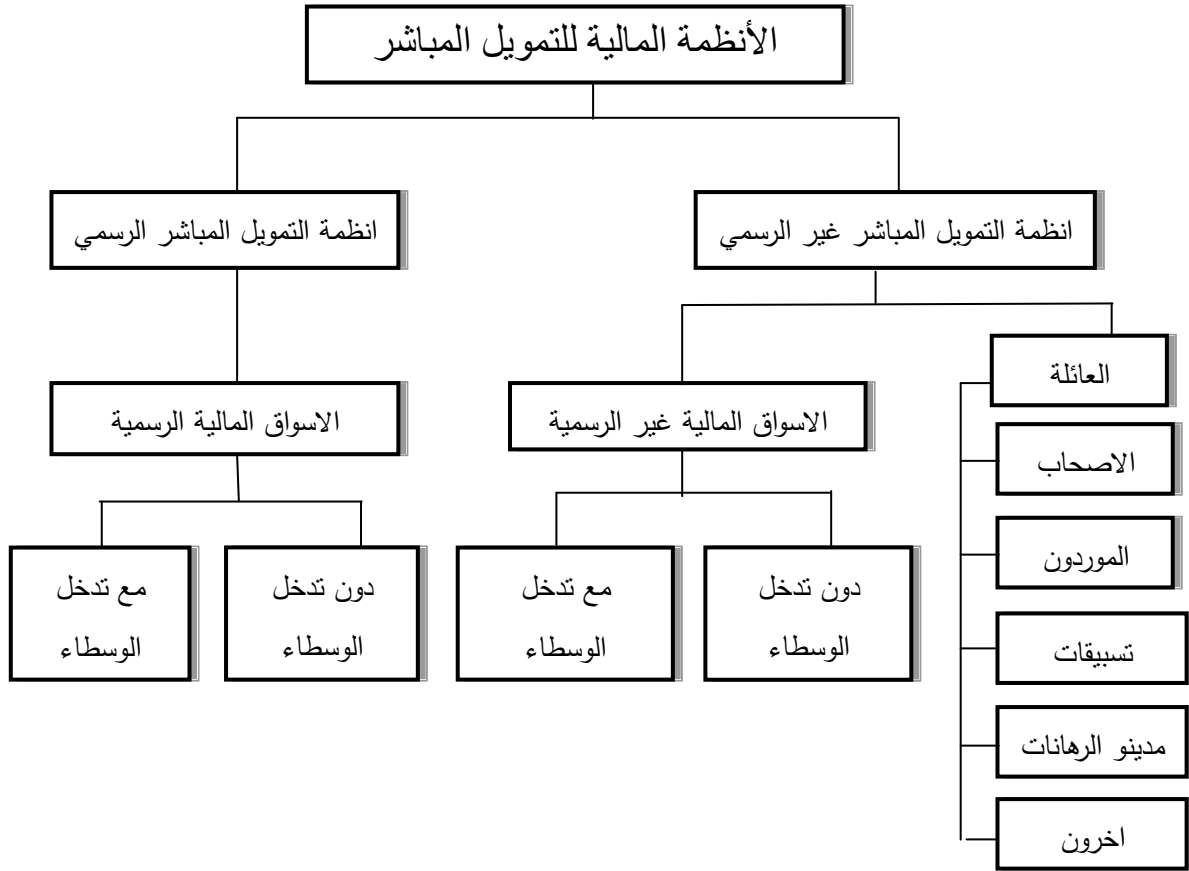 الأنظمة المالية للتمويل المباشر
انظمة التمويل المباشر غير الرسمي
انظمة التمويل المباشر الرسمي
العائلة
الاصحاب
الموردون
تسبيقات
مدينو الرهانات
اخرون
الاسواق المالية غير الرسمية
الاسواق المالية الرسمية
دون تدخل
الوسطاء
مع تدخل
الوسطاء
دون تدخل
الوسطاء
مع تدخل
الوسطاء